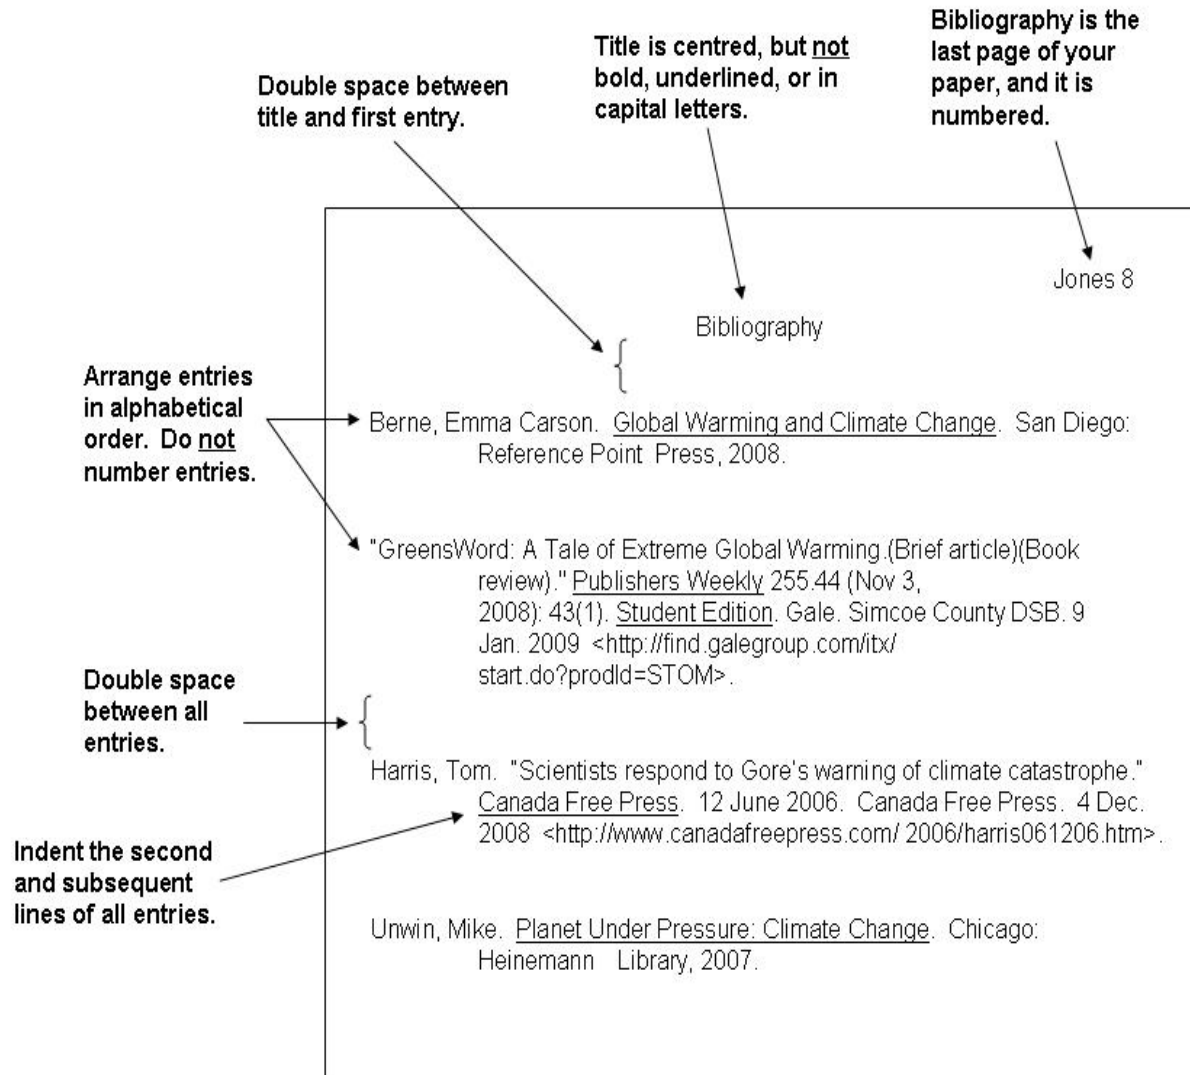 Double space between
title and first entry.
Title is centred, but not
bold, underlined, or in
capital letters.
Bibliography is the
last page of your
paper, and it is
numbered.
Jones 8
Bibliography
Arrange entries
in alphabetical
order.  Do not
number entries.
Berne, Emma Carson.  Global Warming and Climate Change.  San Diego:
Reference Point  Press, 2008.
"GreensWord: A Tale of Extreme Global Warming.(Brief article)(Book
review)." Publishers Weekly 255.44 (Nov 3,
2008): 43(1). Student Edition. Gale. Simcoe County DSB. 9
Jan. 2009  <http://find.galegroup.com/itx/
start.do?prodId=STOM>.
Double space
between all
entries.
Harris, Tom.  "Scientists respond to Gore's warning of climate catastrophe."
Canada Free Press.  12 June 2006.  Canada Free Press.  4 Dec.
2008  <http://www.canadafreepress.com/ 2006/harris061206.htm>.
Indent the second
and subsequent
lines of all entries.
Unwin, Mike.  Planet Under Pressure: Climate Change.  Chicago:
Heinemann   Library, 2007.